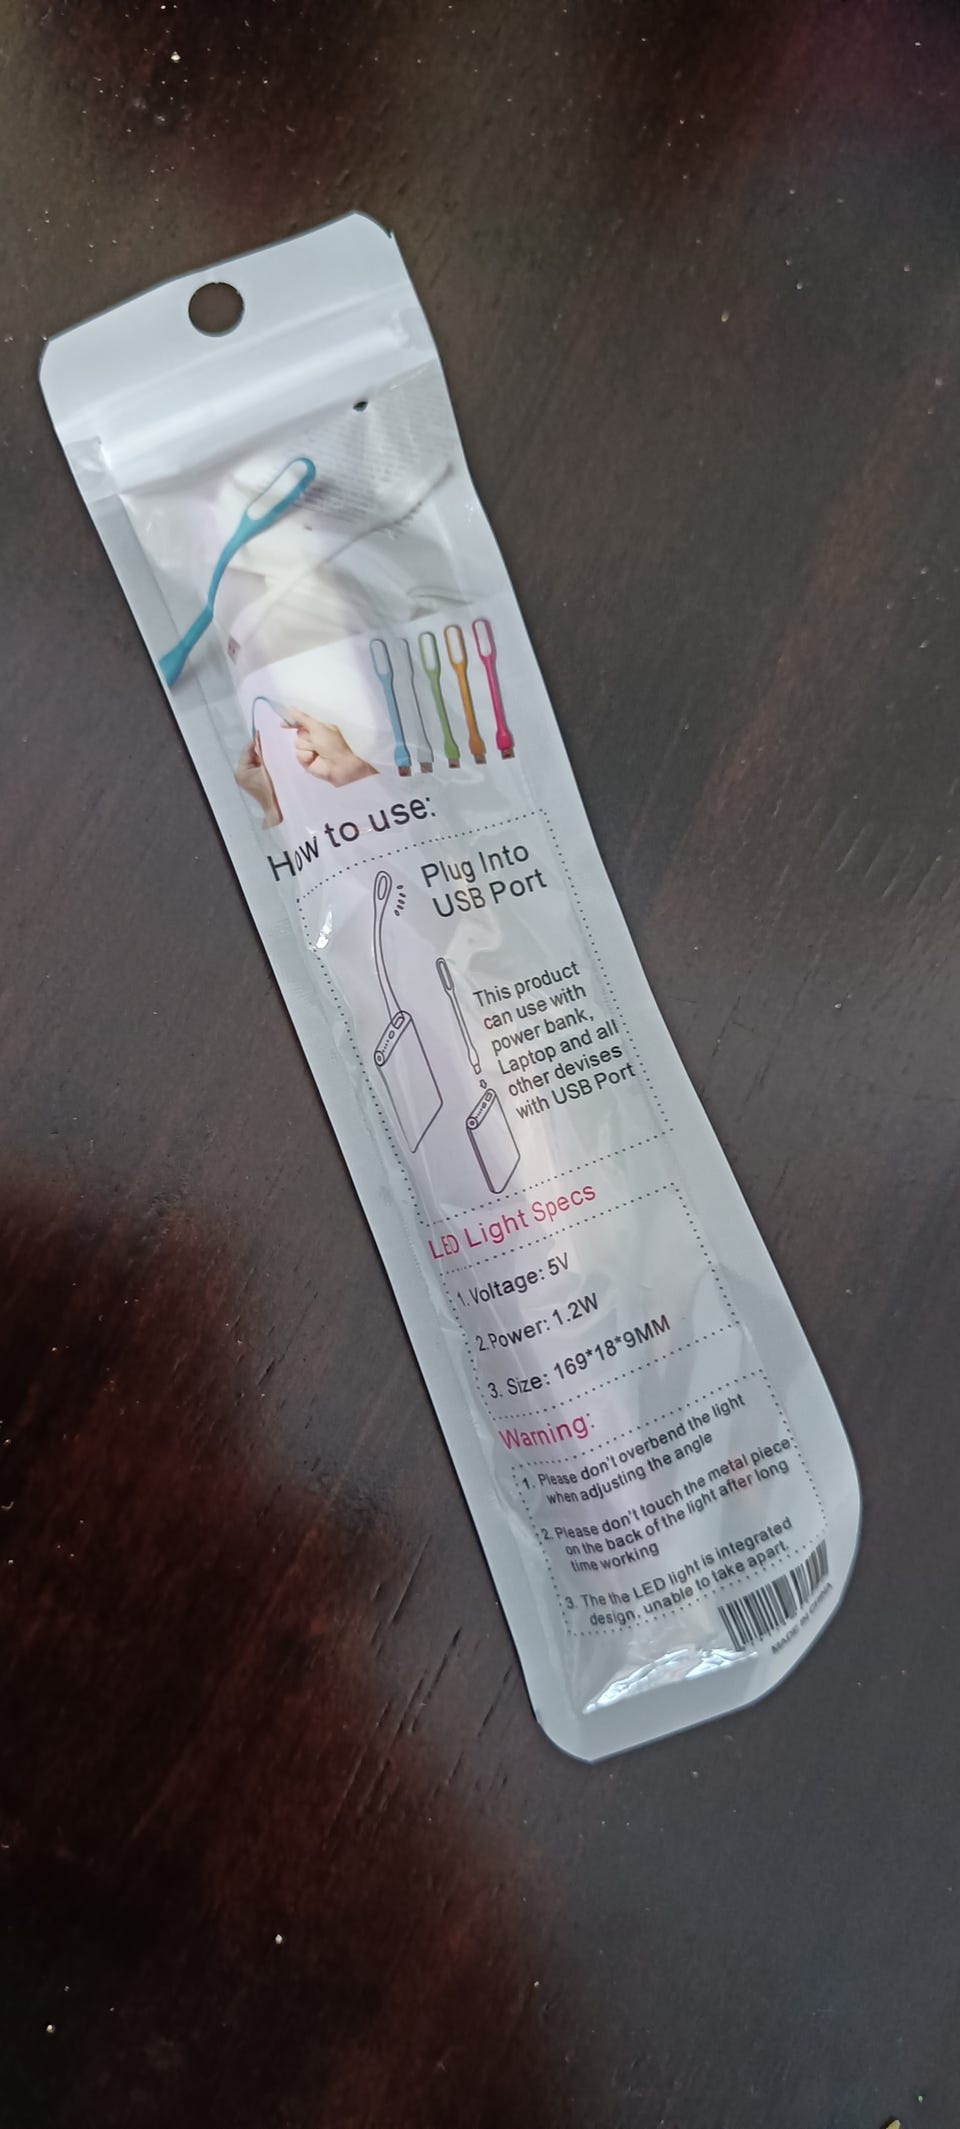 How to use:
Plug Into
USB Port
This product
can use with
power bank,
Laptop and all
other devises
with USB Port
LED Light Specs
1. Voltage: 5V
2. Power: 1.2W
3. Size: 169*18*9MM
Warning:
1. Please don't overbend the light
when adjusting the angle
2. Please don't touch the metal piece
on the back of the light after long
time working
3. The the LED light is integrated
design, unable to take apart.
MADE IN CHINA